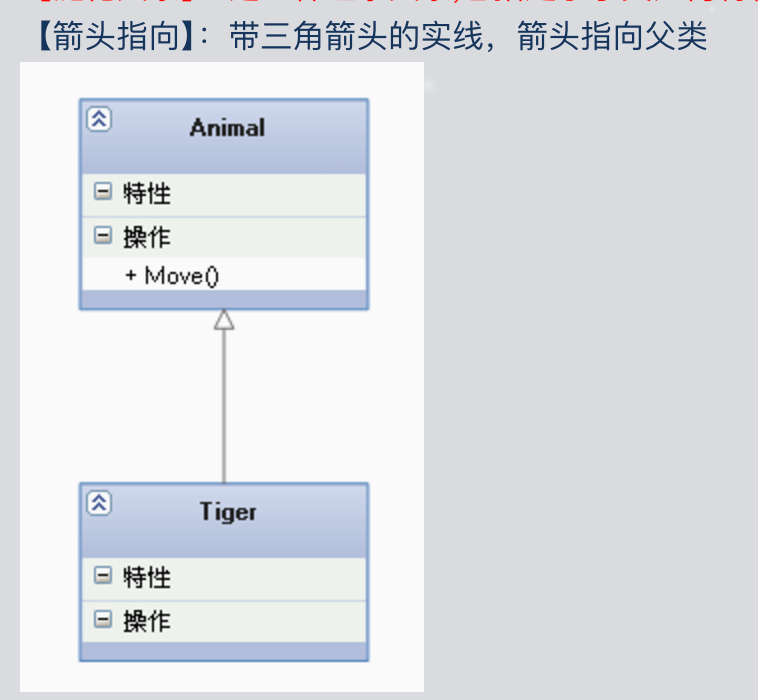 【箭头指向】：带三角箭头的实线，箭头指向父类
Animal
特性
操作
+ Move()
Tiger
特性
操作